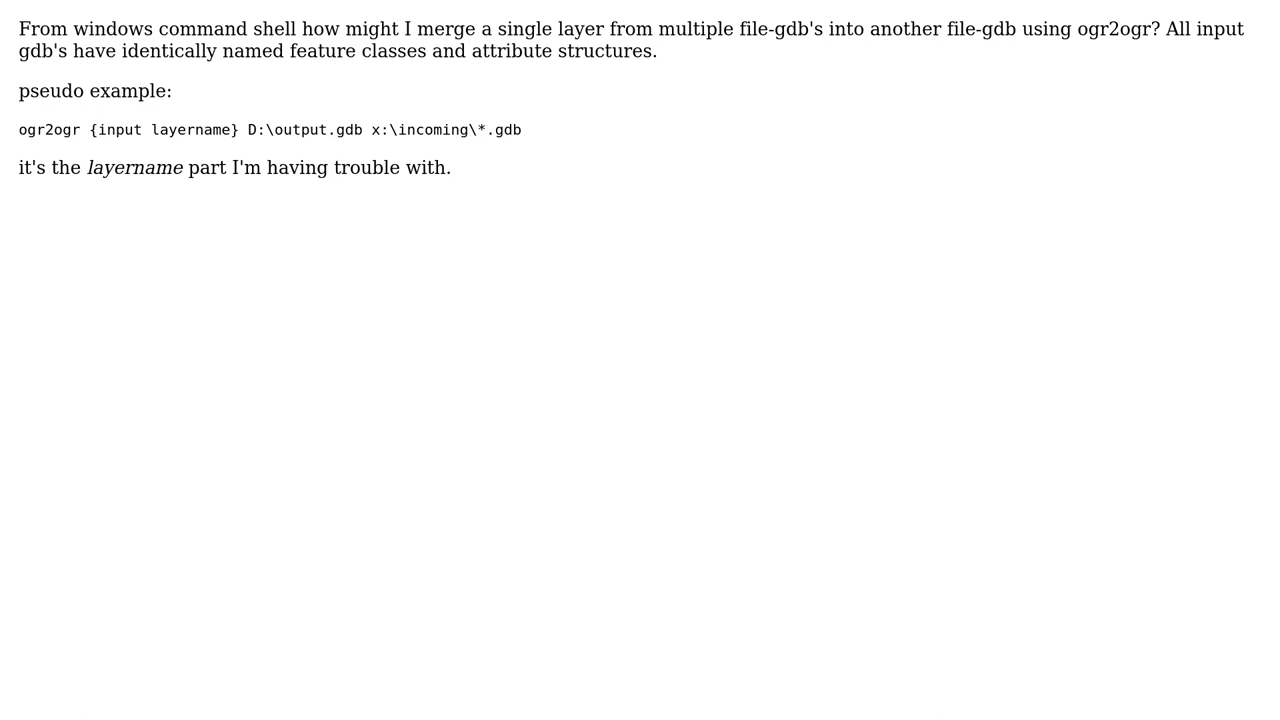 From windows command shell how might I merge a single layer from multiple file-gdb's into another file-gdb using ogr2ogr? All input
gdb's have identically named feature classes and attribute structures.
pseudo example:
ogr2ogr {input layername} D:\output.gdb x:\incoming\*.gdb
it's the layername part I'm having trouble with.